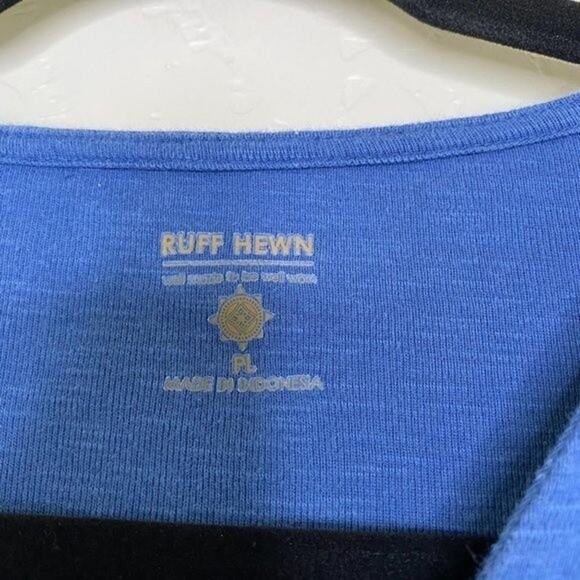 RUFF HEWN
well made to be well worn
PL
MADE IN INDONESIA